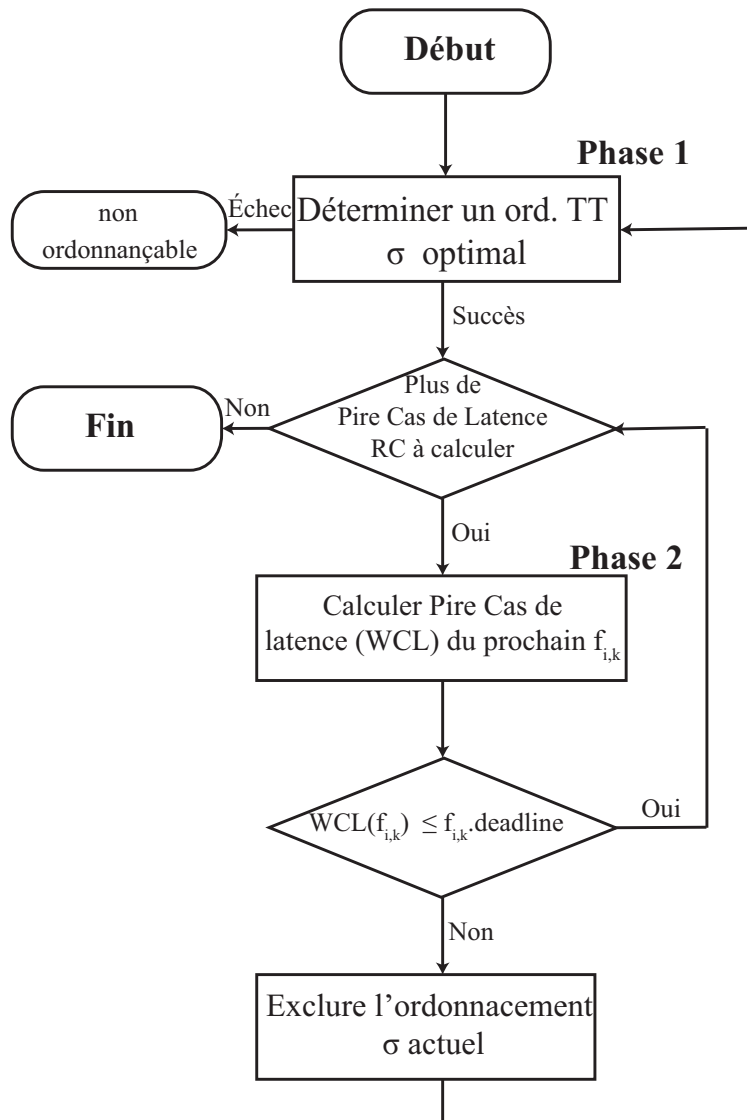 Début
Phase 1
Déterminer un ord. TT
σ optimal
Échec
non
ordonnançable
Succès
Plus de
Pire Cas de Latence
RC à calculer
Non
Fin
Oui
Phase 2
Calculer Pire Cas de
latence (WCL) du prochain f_{i,k}
WCL(f_{i,k}) ≤ f_{i,k}.deadline
Oui
Non
Exclure l’ordonnacement
σ actuel